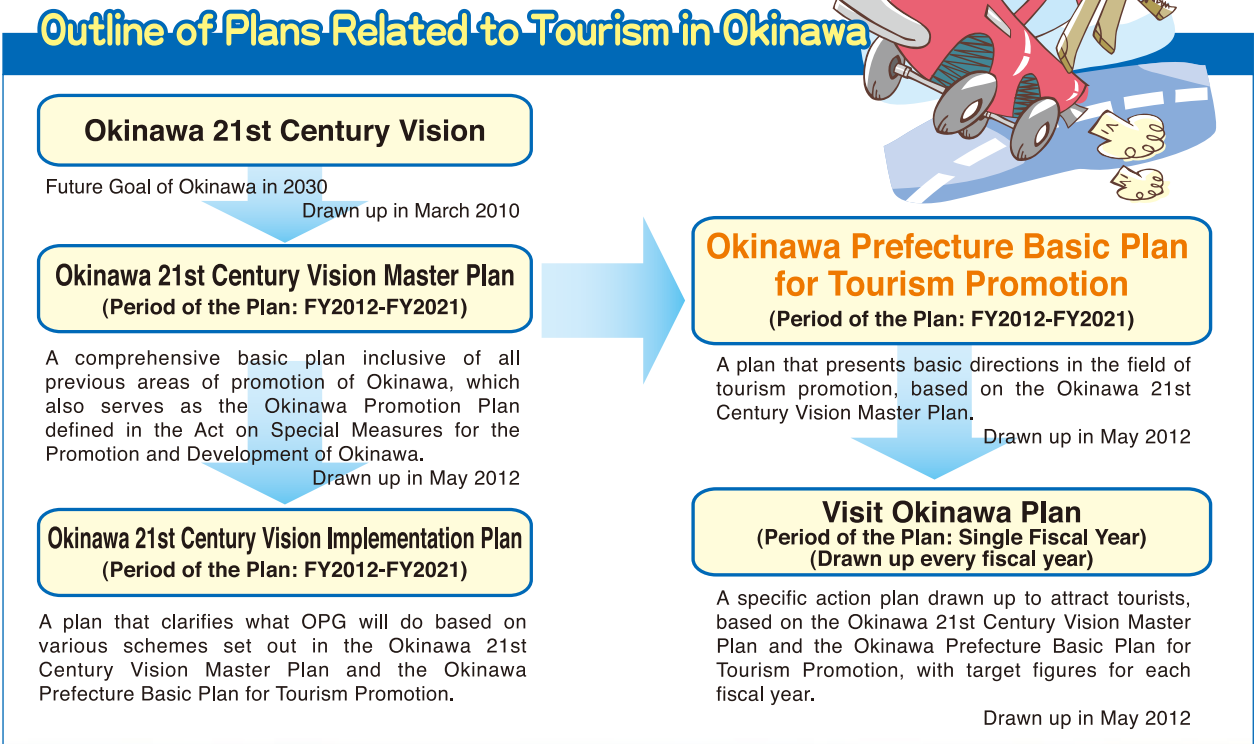 Outline of Plans Related to Tourism in Okinawa
Okinawa 21st Century Vision
Future Goal of Okinawa in 2030
Drawn up in March 2010
Okinawa 21st Century Vision Master Plan
(Period of the Plan: FY2012-FY2021)
A comprehensive basic plan inclusive of all
previous areas of promotion of Okinawa, which
also serves as the Okinawa Promotion Plan
defined in the Act on Special Measures for the
Promotion and Development of Okinawa.
Drawn up in May 2012
Okinawa 21st Century Vision Implementation Plan
(Period of the Plan: FY2012-FY2021)
A plan that clarifies what OPG will do based on
various schemes set out in the Okinawa 21st
Century Vision Master Plan and the Okinawa
Prefecture Basic Plan for Tourism Promotion.
Okinawa Prefecture Basic Plan
for Tourism Promotion
(Period of the Plan: FY2012-FY2021)
A plan that presents basic directions in the field of
tourism promotion, based on the Okinawa 21st
Century Vision Master Plan.
Drawn up in May 2012
Visit Okinawa Plan
(Period of the Plan: Single Fiscal Year)
(Drawn up every fiscal year)
A specific action plan drawn up to attract tourists,
based on the Okinawa 21st Century Vision Master
Plan and the Okinawa Prefecture Basic Plan for
Tourism Promotion, with target figures for each
fiscal year.
Drawn up in May 2012